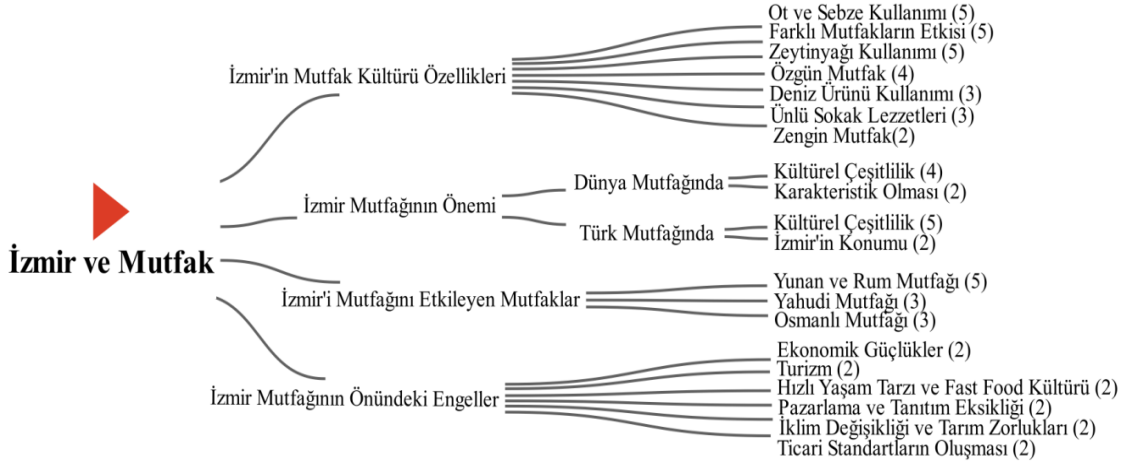 İzmir ve Mutfak
İzmir'in Mutfak Kültürü Özellikleri
Ot ve Sebze Kullanımı (5)
Farklı Mutfakların Etkisi (5)
Zeytinyağı Kullanımı (5)
Özgün Mutfak (4)
Deniz Ürünü Kullanımı (3)
Ünlü Sokak Lezzetleri (3)
Zengin Mutfak(2)
İzmir Mutfağının Önemi
Dünya Mutfağında
Kültürel Çeşitlilik (4)
Karakteristik Olması (2)
Türk Mutfağında
Kültürel Çeşitlilik (5)
İzmir'in Konumu (2)
İzmir'i Mutfağını Etkileyen Mutfaklar
Yunan ve Rum Mutfağı (5)
Yahudi Mutfağı (3)
Osmanlı Mutfağı (3)
İzmir Mutfağının Önündeki Engeller
Ekonomik Güçlükler (2)
Turizm (2)
Hızlı Yaşam Tarzı ve Fast Food Kültürü (2)
Pazarlama ve Tanıtım Eksikliği (2)
İklim Değişikliği ve Tarım Zorlukları (2)
Ticari Standartların Oluşması (2)